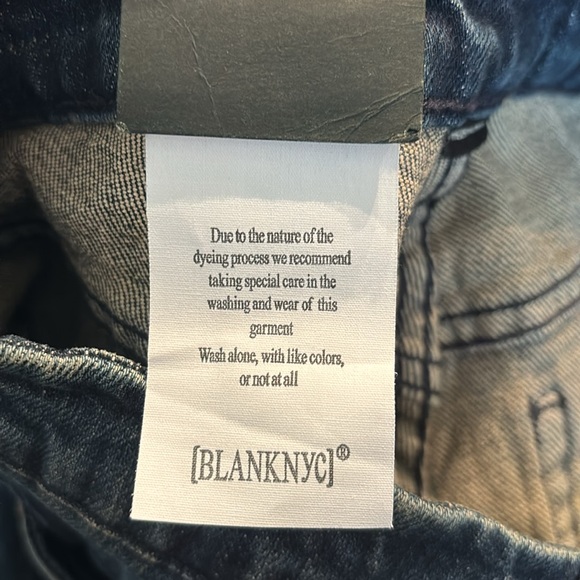 Due to the nature of the
dyeing process we recommend
taking special care in the
washing and wear of this
garment
Wash alone, with like colors,
or not at all
[BLANKNYC]®